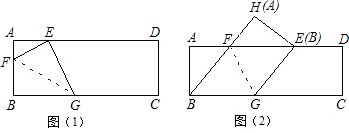 H(A)
A E D A F E(B) D
F
B G C B G C
图（1） 图（2）